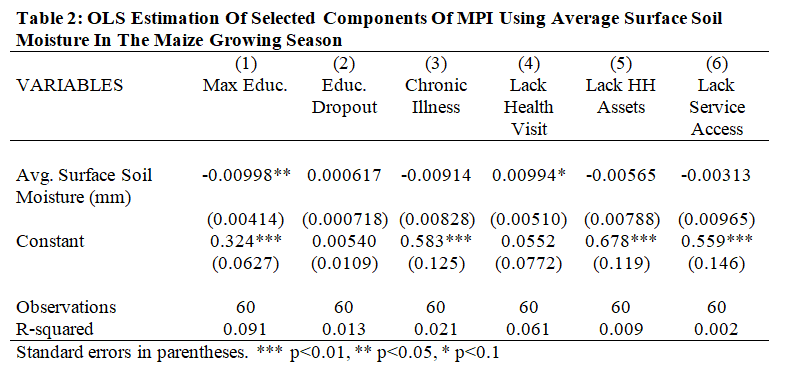 Table 2: OLS Estimation Of Selected Components Of MPI Using Average Surface Soil
Moisture In The Maize Growing Season
(1) (2) (3) (4) (5) (6)
VARIABLES Max Educ. Educ. Chronic Lack Lack HH Lack
Dropout Illness Health Assets Service
Visit Access
Avg. Surface Soil -0.00998** 0.000617 -0.00914 0.00994* -0.00565 -0.00313
Moisture (mm)
(0.00414) (0.000718) (0.00828) (0.00510) (0.00788) (0.00965)
Constant 0.324*** 0.00540 0.583*** 0.0552 0.678*** 0.559***
(0.0627) (0.0109) (0.125) (0.0772) (0.119) (0.146)
Observations 60 60 60 60 60 60
R-squared 0.091 0.013 0.021 0.061 0.009 0.002
Standard errors in parentheses. *** p<0.01, ** p<0.05, * p<0.1